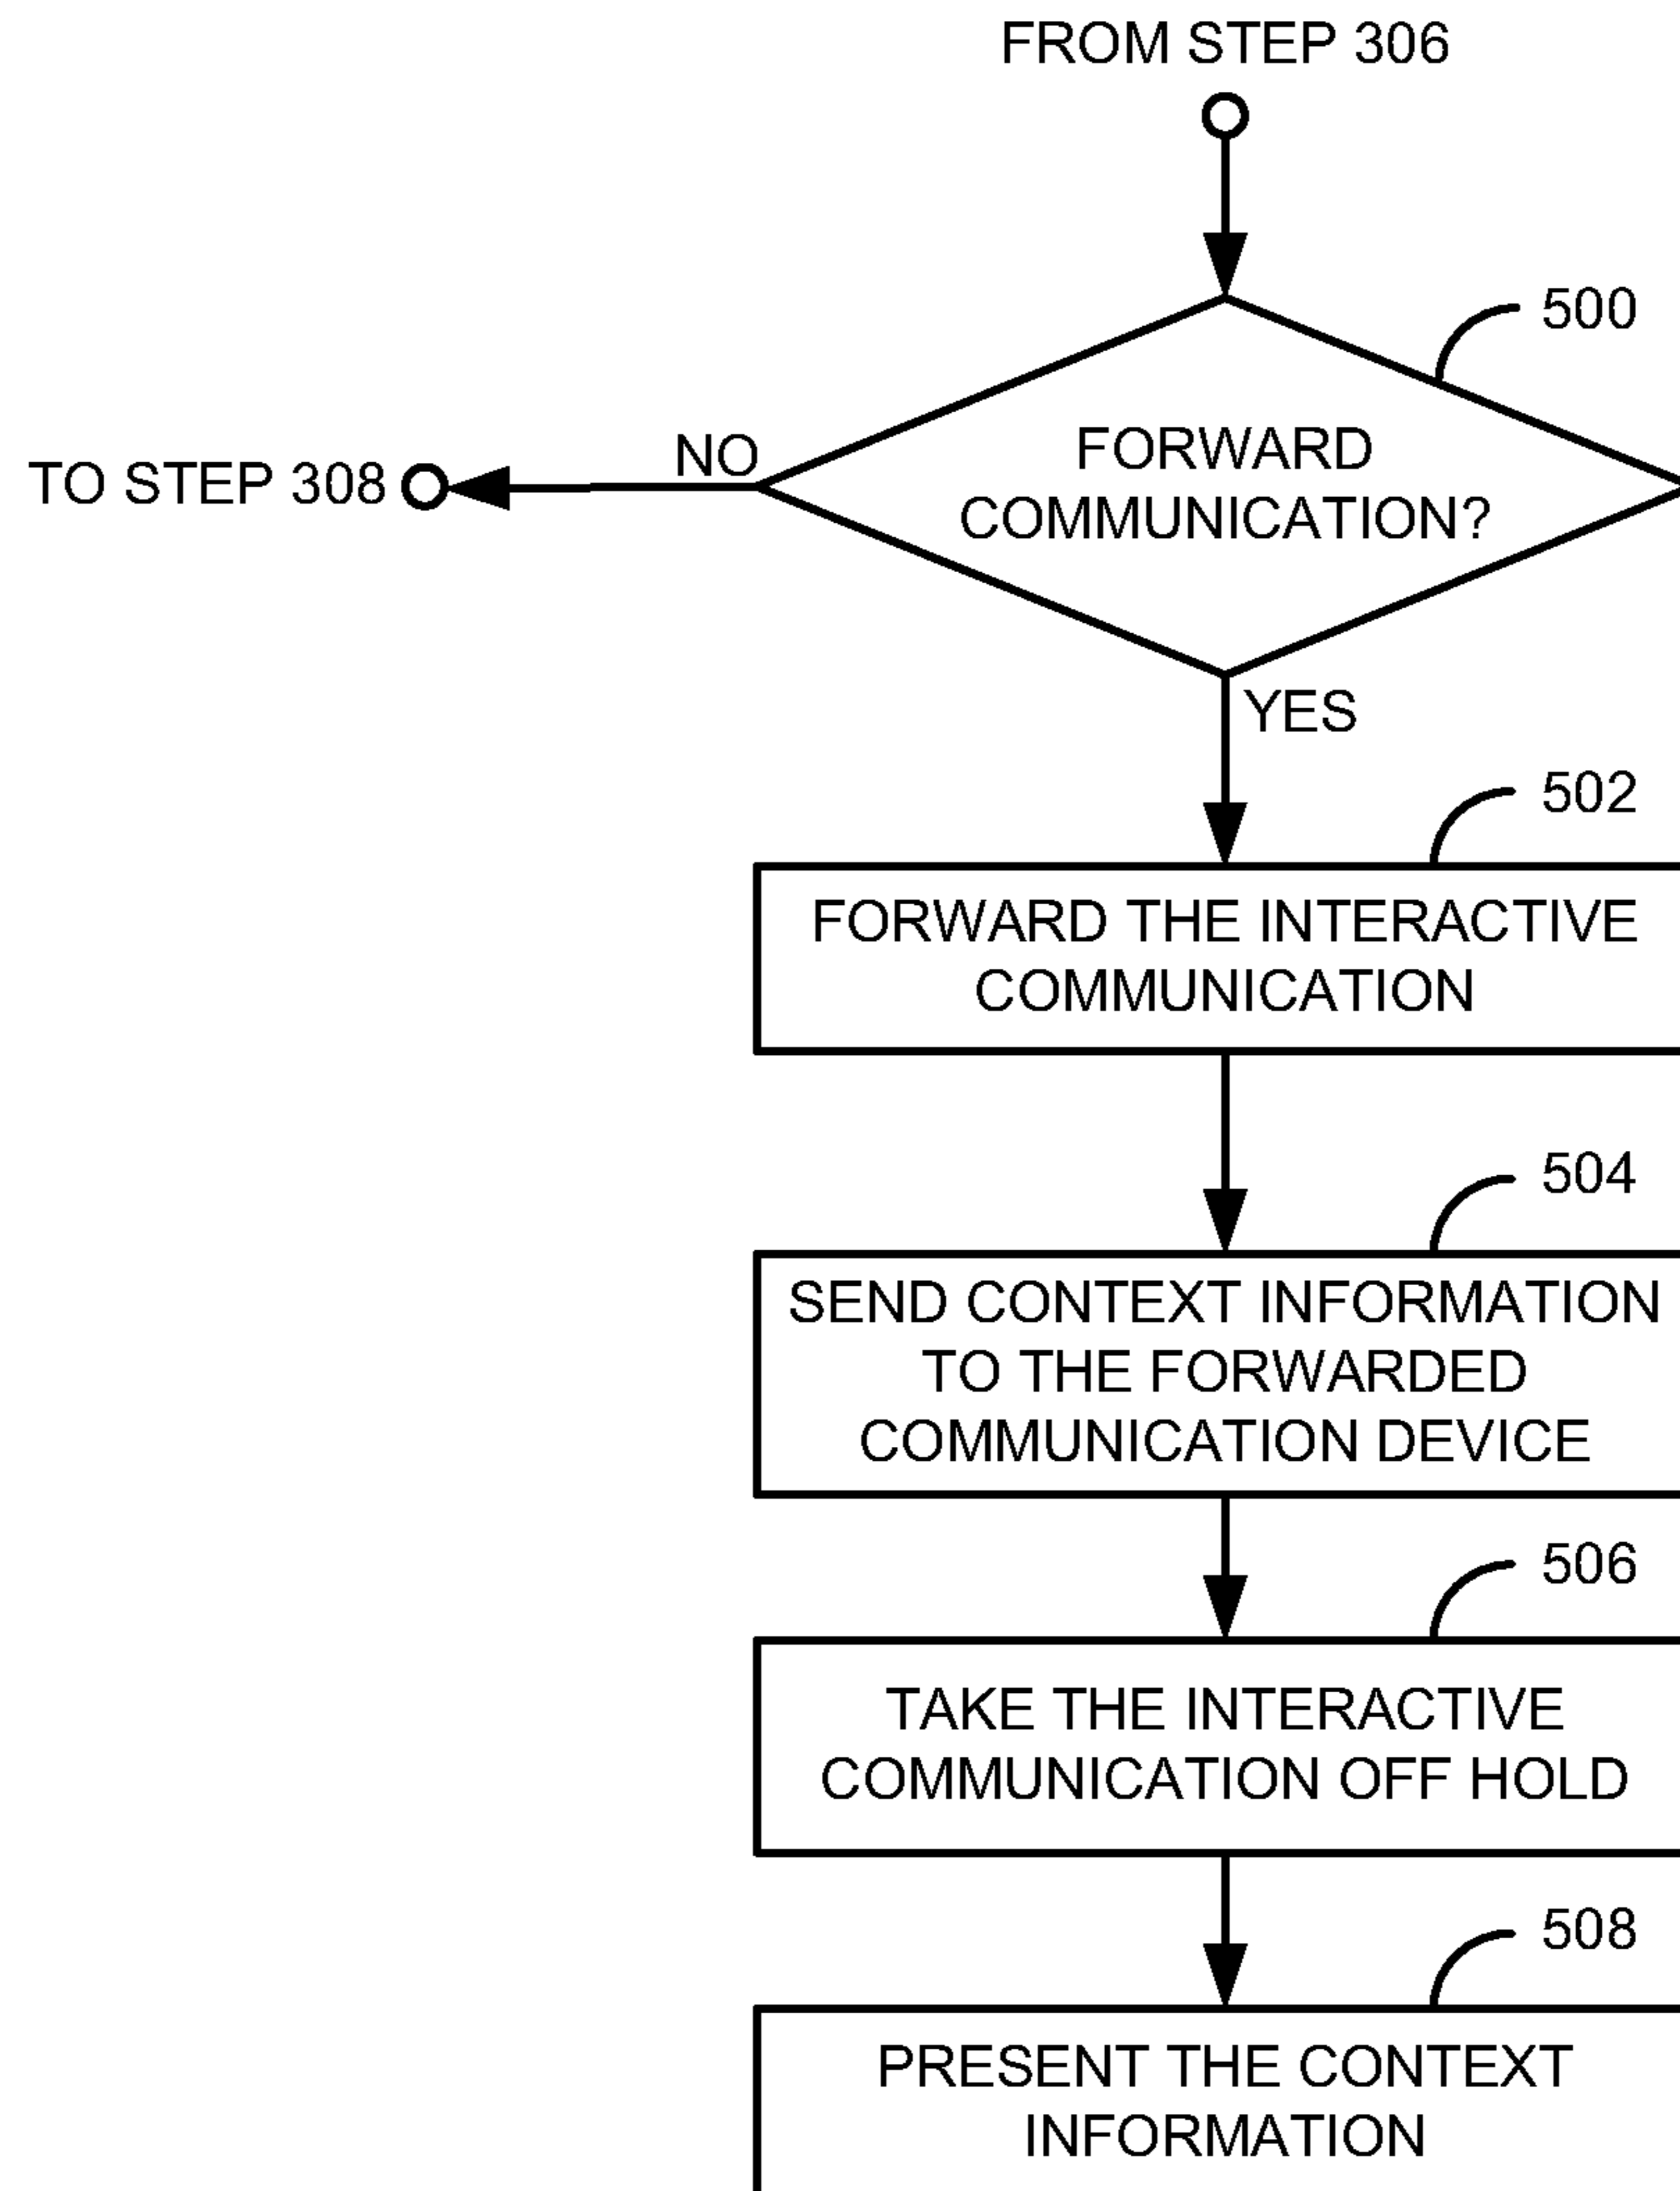 FROM STEP 306
500
FORWARD
COMMUNICATION?
NO
TO STEP 308
YES
502
FORWARD THE INTERACTIVE
COMMUNICATION
504
SEND CONTEXT INFORMATION
TO THE FORWARDED
COMMUNICATION DEVICE
506
TAKE THE INTERACTIVE
COMMUNICATION OFF HOLD
508
PRESENT THE CONTEXT
INFORMATION